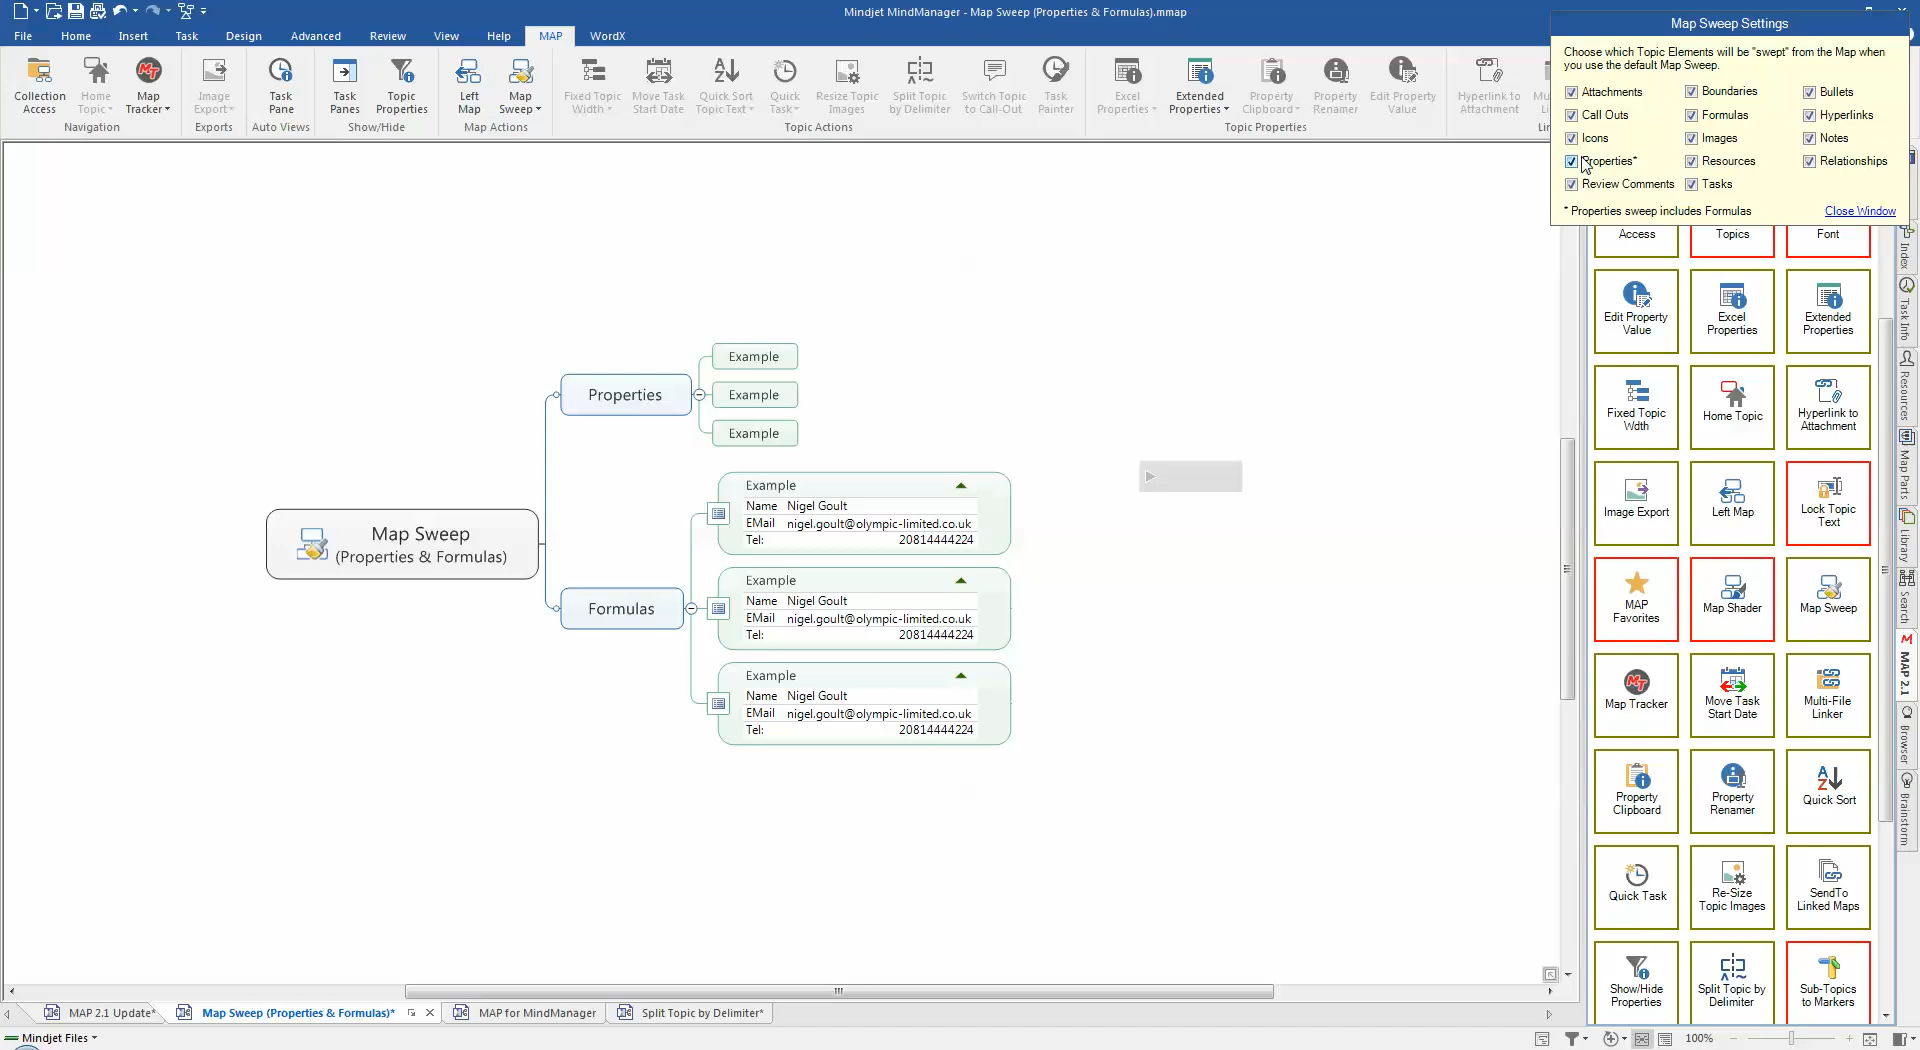 Mindjet MindManager - Map Sweep (Properties & Formulas).mmap
File Home Insert Task Design Advanced Review View Help MAP WordX
Collection Access
Home Topic
Map Tracker
Navigation
Image Export
Exports
Task Pane
Auto Views
Task Panes
Topic Properties
Show/Hide
Left Map
Map Sweep
Map Actions
Fixed Topic Width
Move Task Start Date
Quick Sort Topic Text
Quick Task
Resize Topic Images
Split Topic by Delimiter
Switch Topic to Call-Out
Task Painter
Topic Actions
Excel Properties
Extended Properties
Property Clipboard
Property Renamer
Edit Property Value
Topic Properties
Hyperlink to Attachment
Map Sweep Settings
Choose which Topic Elements will be "swept" from the Map when
you use the default Map Sweep.
Attachments Boundaries Bullets
Call Outs Formulas Hyperlinks
Icons Images Notes
Properties* Resources Relationships
Review Comments Tasks
* Properties sweep includes Formulas Close Window
Map Sweep
(Properties & Formulas)
Properties
Example
Example
Example
Formulas
Example
Name Nigel Goult
EMail nigel.goult@olympic-limited.co.uk
Tel: 20814444224
Example
Name Nigel Goult
EMail nigel.goult@olympic-limited.co.uk
Tel: 20814444224
Example
Name Nigel Goult
EMail nigel.goult@olympic-limited.co.uk
Tel: 20814444224
Access Topics Font
Edit Property Value
Excel Properties
Extended Properties
Fixed Topic Wdth
Home Topic
Hyperlink to Attachment
Image Export
Left Map
Lock Topic Text
MAP Favorites
Map Shader
Map Sweep
Map Tracker
Move Task Start Date
Multi-File Linker
Property Clipboard
Property Renamer
Quick Sort
Quick Task
Re-Size Topic Images
SendTo Linked Maps
Show/Hide Properties
Split Topic by Delimiter
Sub-Topics to Markers
Index
Task Info
Resources
Map Parts
Library
Search
MAP 2.1
Browser
Brainstorm
MAP 2.1 Update*
Map Sweep (Properties & Formulas)*
MAP for MindManager
Split Topic by Delimiter*
Mindjet Files
100%